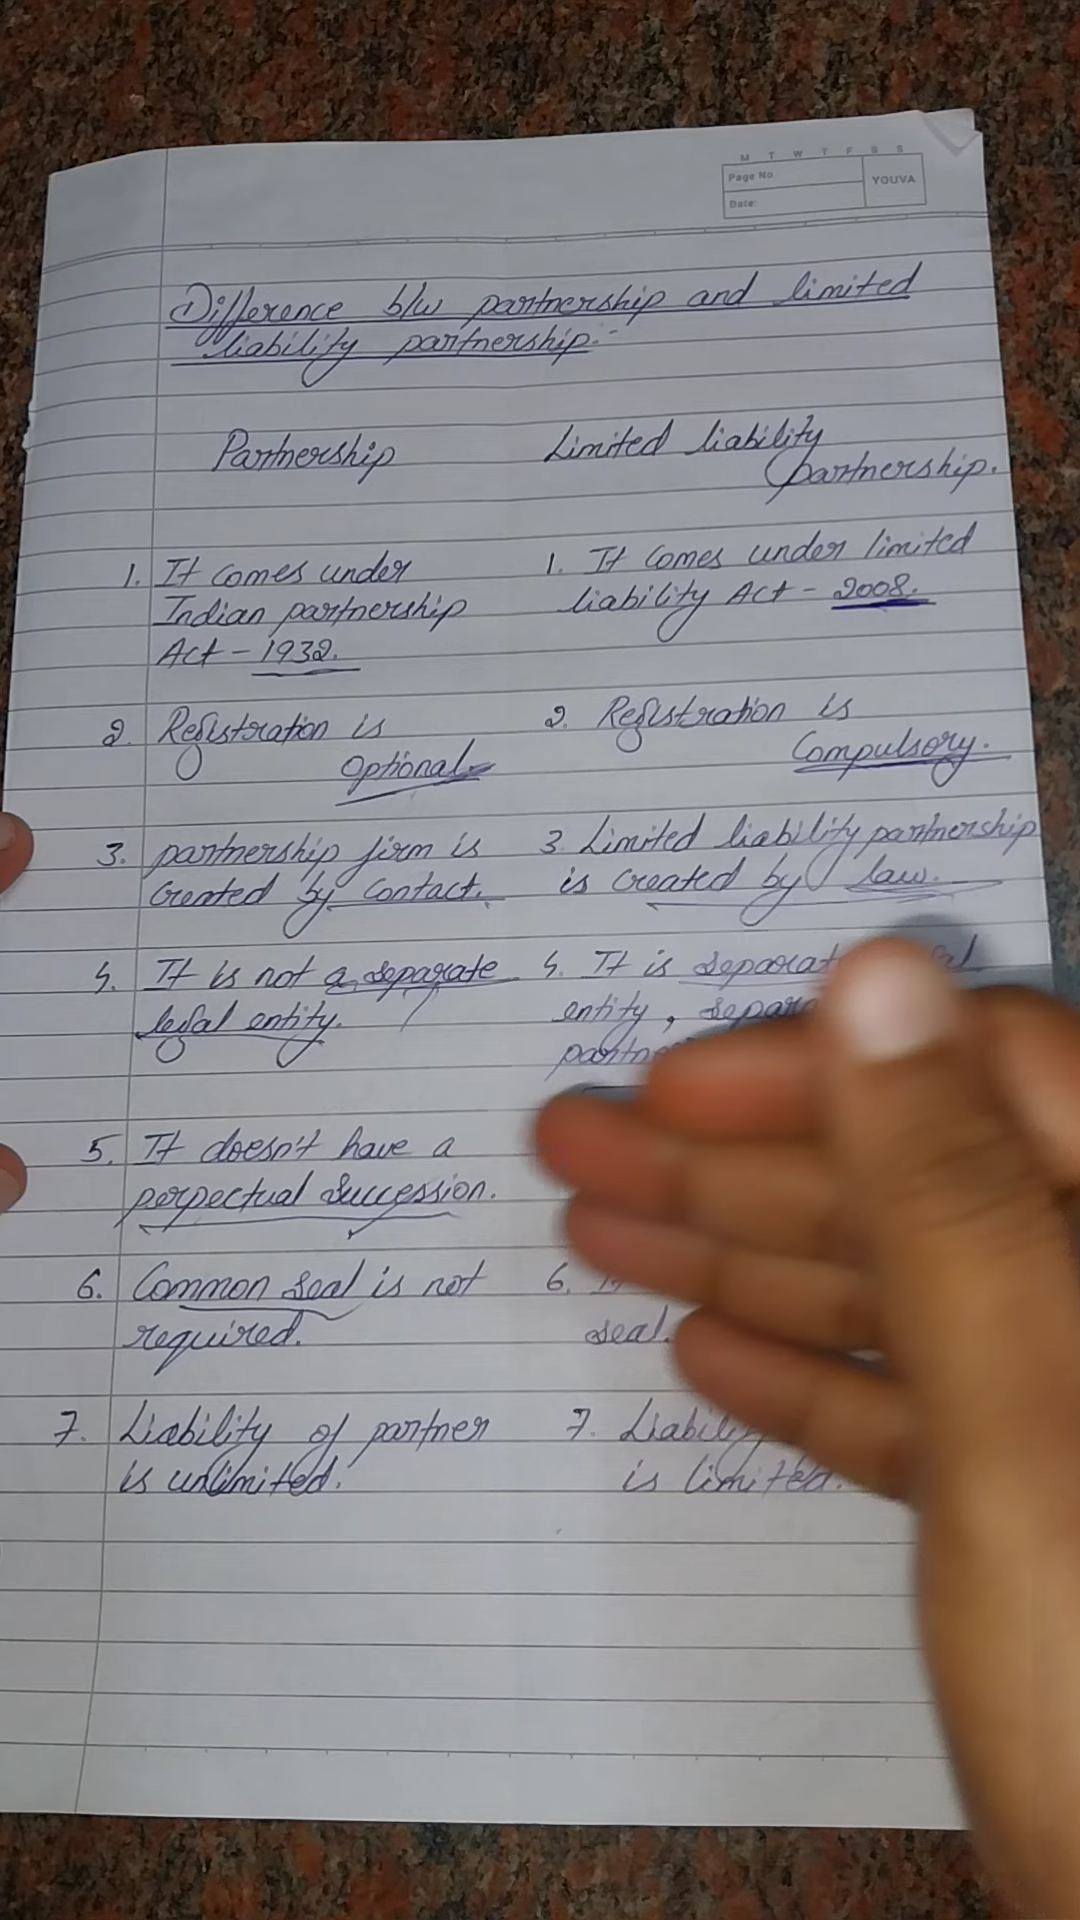 M T W T F S S
Page No
YOUVA
Date:
Difference b/w partnership and limited
liability partnership:-
Partnership
Limited liability
partnership.
1. It comes under
Indian partnership
Act - 1932.
1. It comes under limited
liability Act - 2008.
2. Registration is
optional
2. Registration is
Compulsory.
3. partnership firm is
created by contact.
3. Limited liability partnership
is created by law.
4. It is not a separate
legal entity.
4. It is
entity,
5. It doesn't have a
perpectual succession.
6. Common seal is not
required.
6.
seal.
7. Liability of partner
is unlimited.
7.
is limited.